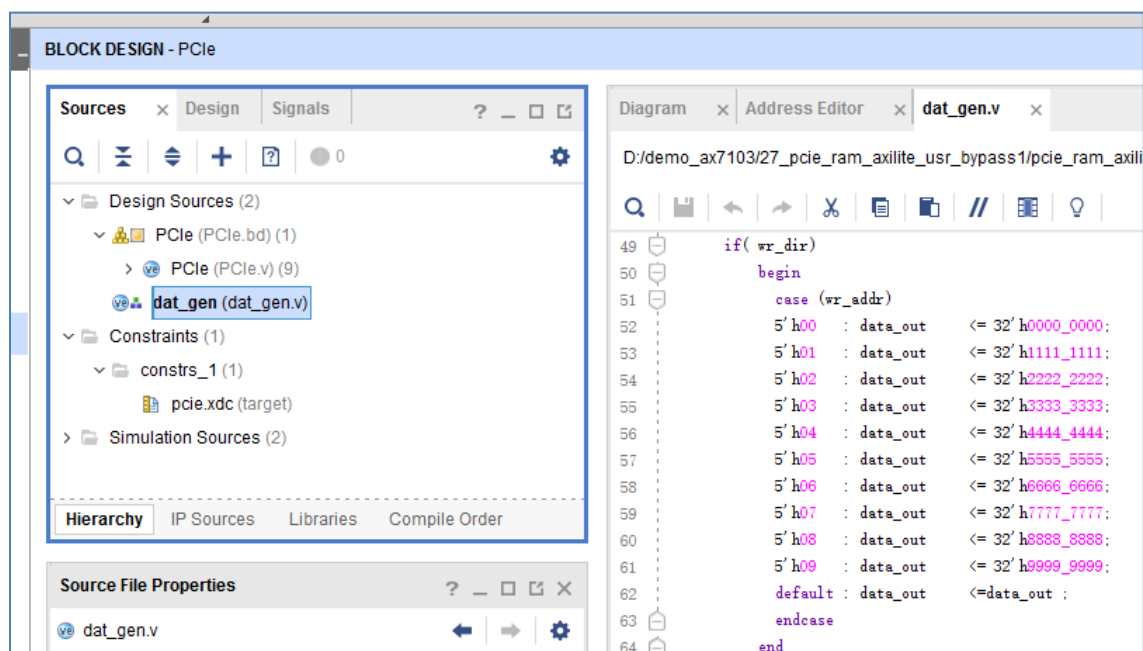 BLOCK DESIGN - PCIe
Sources × Design Signals ? _
0
Design Sources (2)
PCIe (PCIe.bd) (1)
PCIe (PCIe.v) (9)
dat_gen (dat_gen.v)
Constraints (1)
constrs_1 (1)
pcie.xdc (target)
Simulation Sources (2)
Hierarchy IP Sources Libraries Compile Order
Source File Properties ? _ ×
dat_gen.v
Diagram × Address Editor × dat_gen.v ×
D:/demo_ax7103/27_pcie_ram_axilite_usr_bypass1/pcie_ram_axili
//
49 if( wr_dir)
50 begin
51 case (wr_addr)
52 5'h00 : data_out <= 32'h0000_0000;
53 5'h01 : data_out <= 32'h1111_1111;
54 5'h02 : data_out <= 32'h2222_2222;
55 5'h03 : data_out <= 32'h3333_3333;
56 5'h04 : data_out <= 32'h4444_4444;
57 5'h05 : data_out <= 32'h5555_5555;
58 5'h06 : data_out <= 32'h6666_6666;
59 5'h07 : data_out <= 32'h7777_7777;
60 5'h08 : data_out <= 32'h8888_8888;
61 5'h09 : data_out <= 32'h9999_9999;
62 default : data_out <=data_out ;
63 endcase
64 end